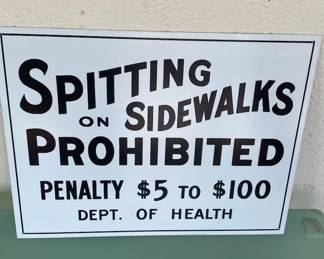 SPITTING
ON SIDEWALKS
PROHIBITED
PENALTY $5 TO $100
DEPT. OF HEALTH